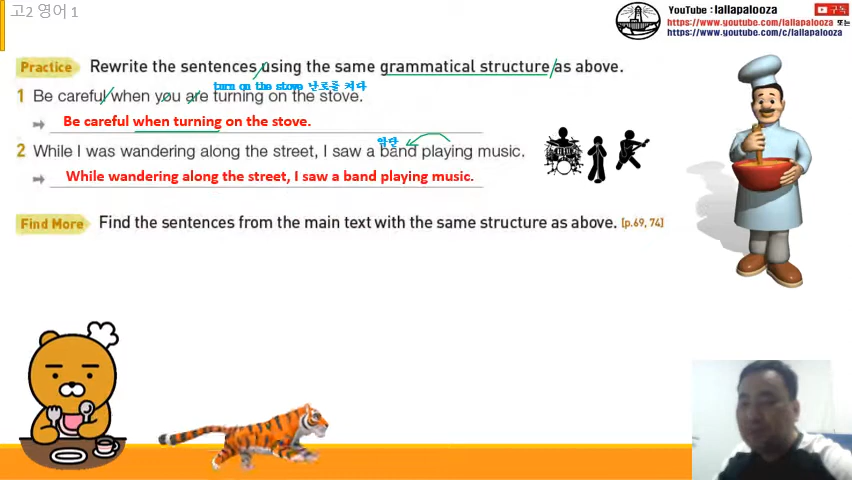 고2 영어 1
YouTube : lallapalooza
구독
https://www.youtube.com/lallapalooza 또는
https://www.youtube.com/c/lallapalooza
Practice Rewrite the sentences using the same grammatical structure as above.
turn on the stove 난로를 켜다
1 Be careful when you are turning on the stove.
Be careful when turning on the stove.
악단
2 While I was wandering along the street, I saw a band playing music.
While wandering along the street, I saw a band playing music.
Find More Find the sentences from the main text with the same structure as above. [p.69, 74]